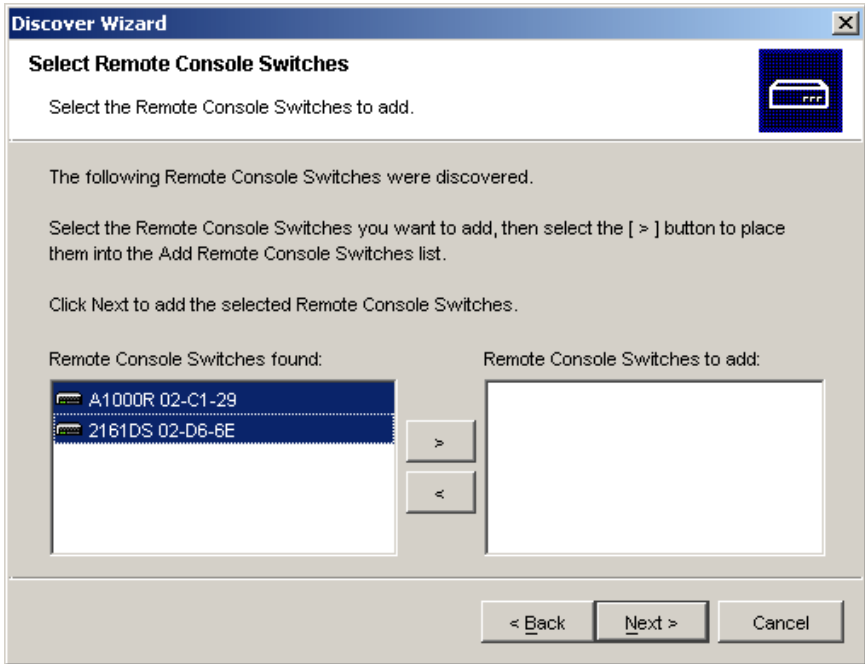 Discover Wizard
Select Remote Console Switches
Select the Remote Console Switches to add.
The following Remote Console Switches were discovered.
Select the Remote Console Switches you want to add, then select the [ > ] button to place
them into the Add Remote Console Switches list.
Click Next to add the selected Remote Console Switches.
Remote Console Switches found:
Remote Console Switches to add:
A1000R 02-C1-29
2161DS 02-D6-6E
>
<
< Back
Next >
Cancel